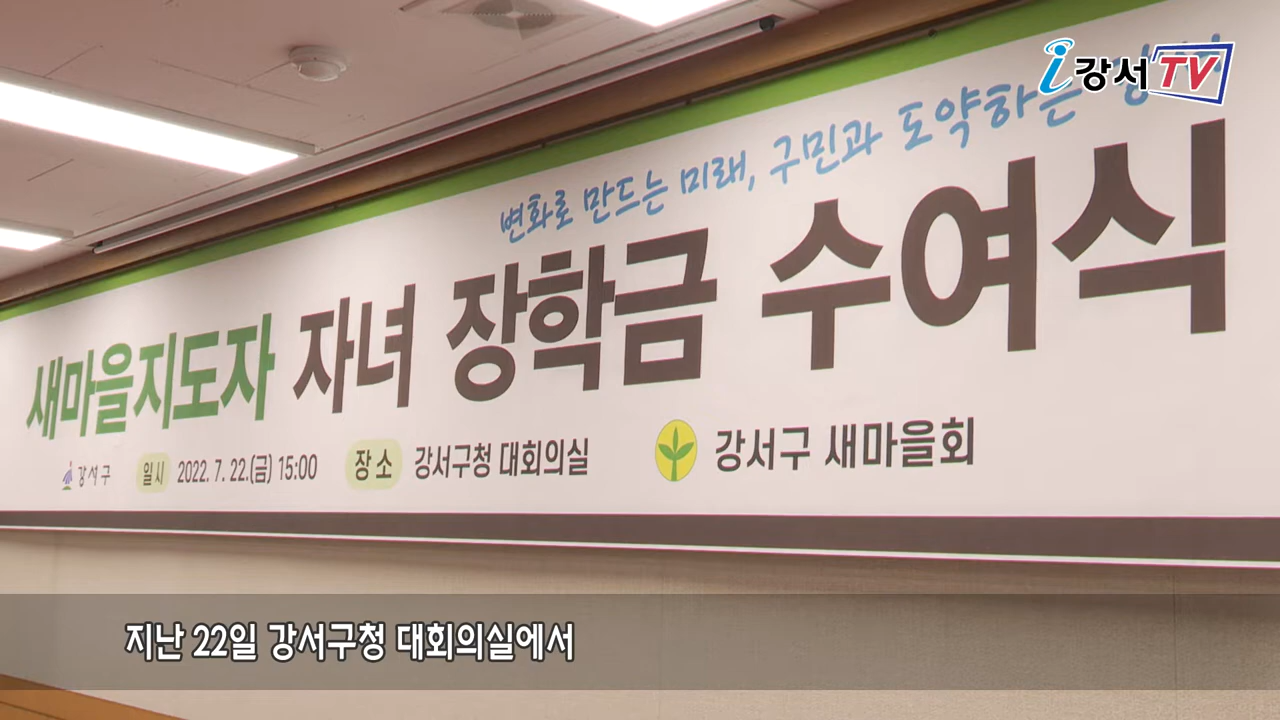 i강서TV
변화로 만드는 미래, 구민과 도약하는
새마을지도자 자녀 장학금 수여식
강서구 일시 2022. 7. 22.(금) 15:00 장소 강서구청 대회의실 강서구 새마을회
지난 22일 강서구청 대회의실에서